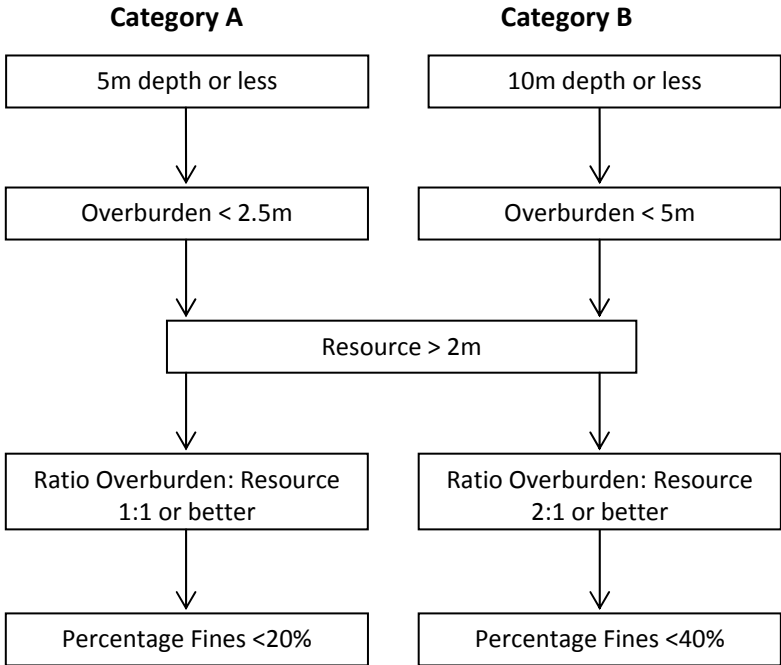 Category A
Category B
5m depth or less
10m depth or less
Overburden < 2.5m
Overburden < 5m
Resource > 2m
Ratio Overburden: Resource
1:1 or better
Ratio Overburden: Resource
2:1 or better
Percentage Fines <20%
Percentage Fines <40%